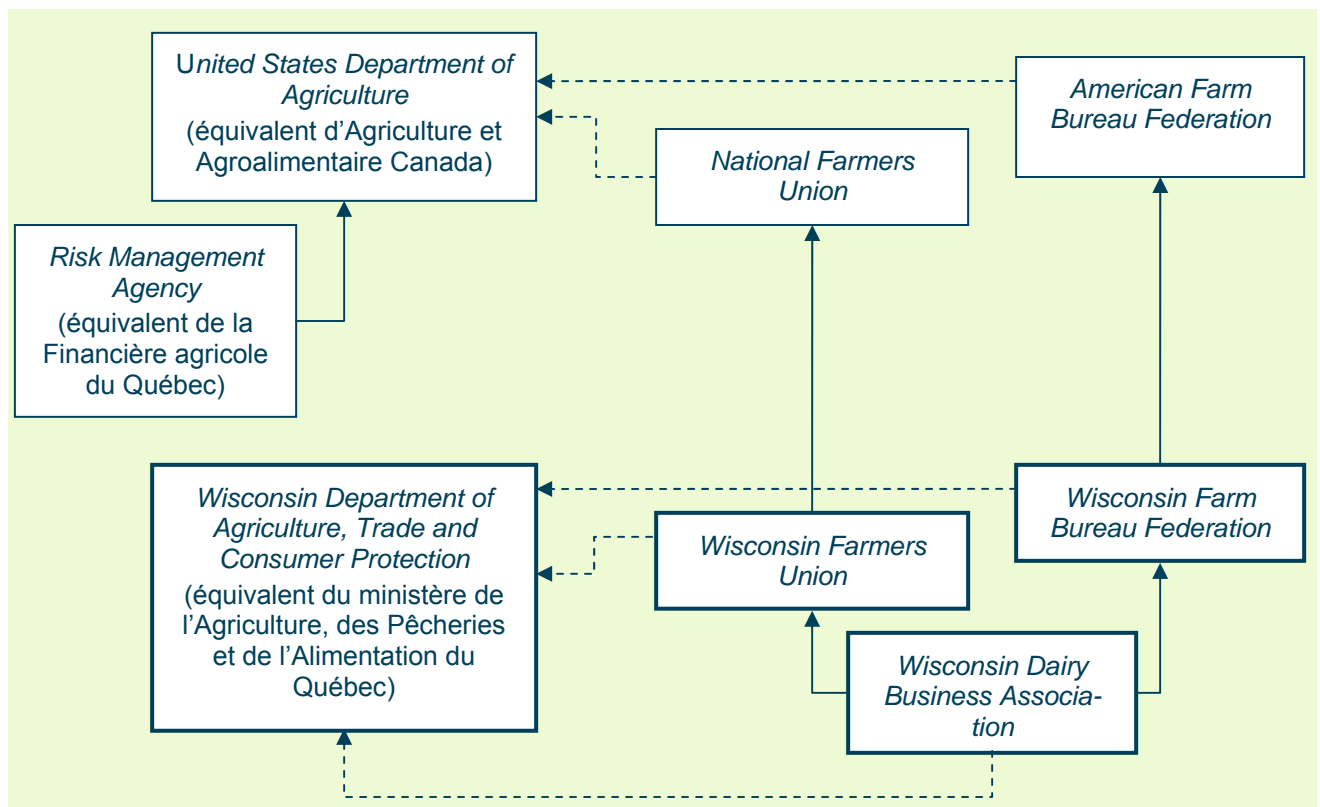 United States Department of
Agriculture
(équivalent d'Agriculture et
Agroalimentaire Canada)
American Farm
Bureau Federation
National Farmers
Union
Risk Management
Agency
(équivalent de la
Financière agricole
du Québec)
Wisconsin Department of
Agriculture, Trade and
Consumer Protection
(équivalent du ministère de
l'Agriculture, des Pêcheries
et de l'Alimentation du
Québec)
Wisconsin Farmers
Union
Wisconsin Farm
Bureau Federation
Wisconsin Dairy
Business Associa-
tion